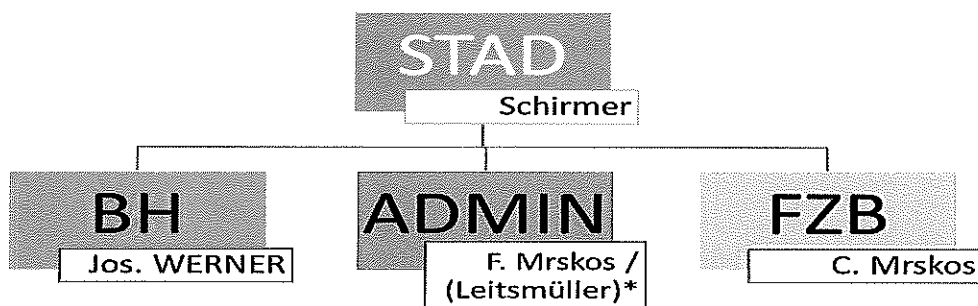 STAD
Schirmer
BH
Jos. WERNER
ADMIN
F. Mrskos /
(Leitsmüller)*
FZB
C. Mrskos